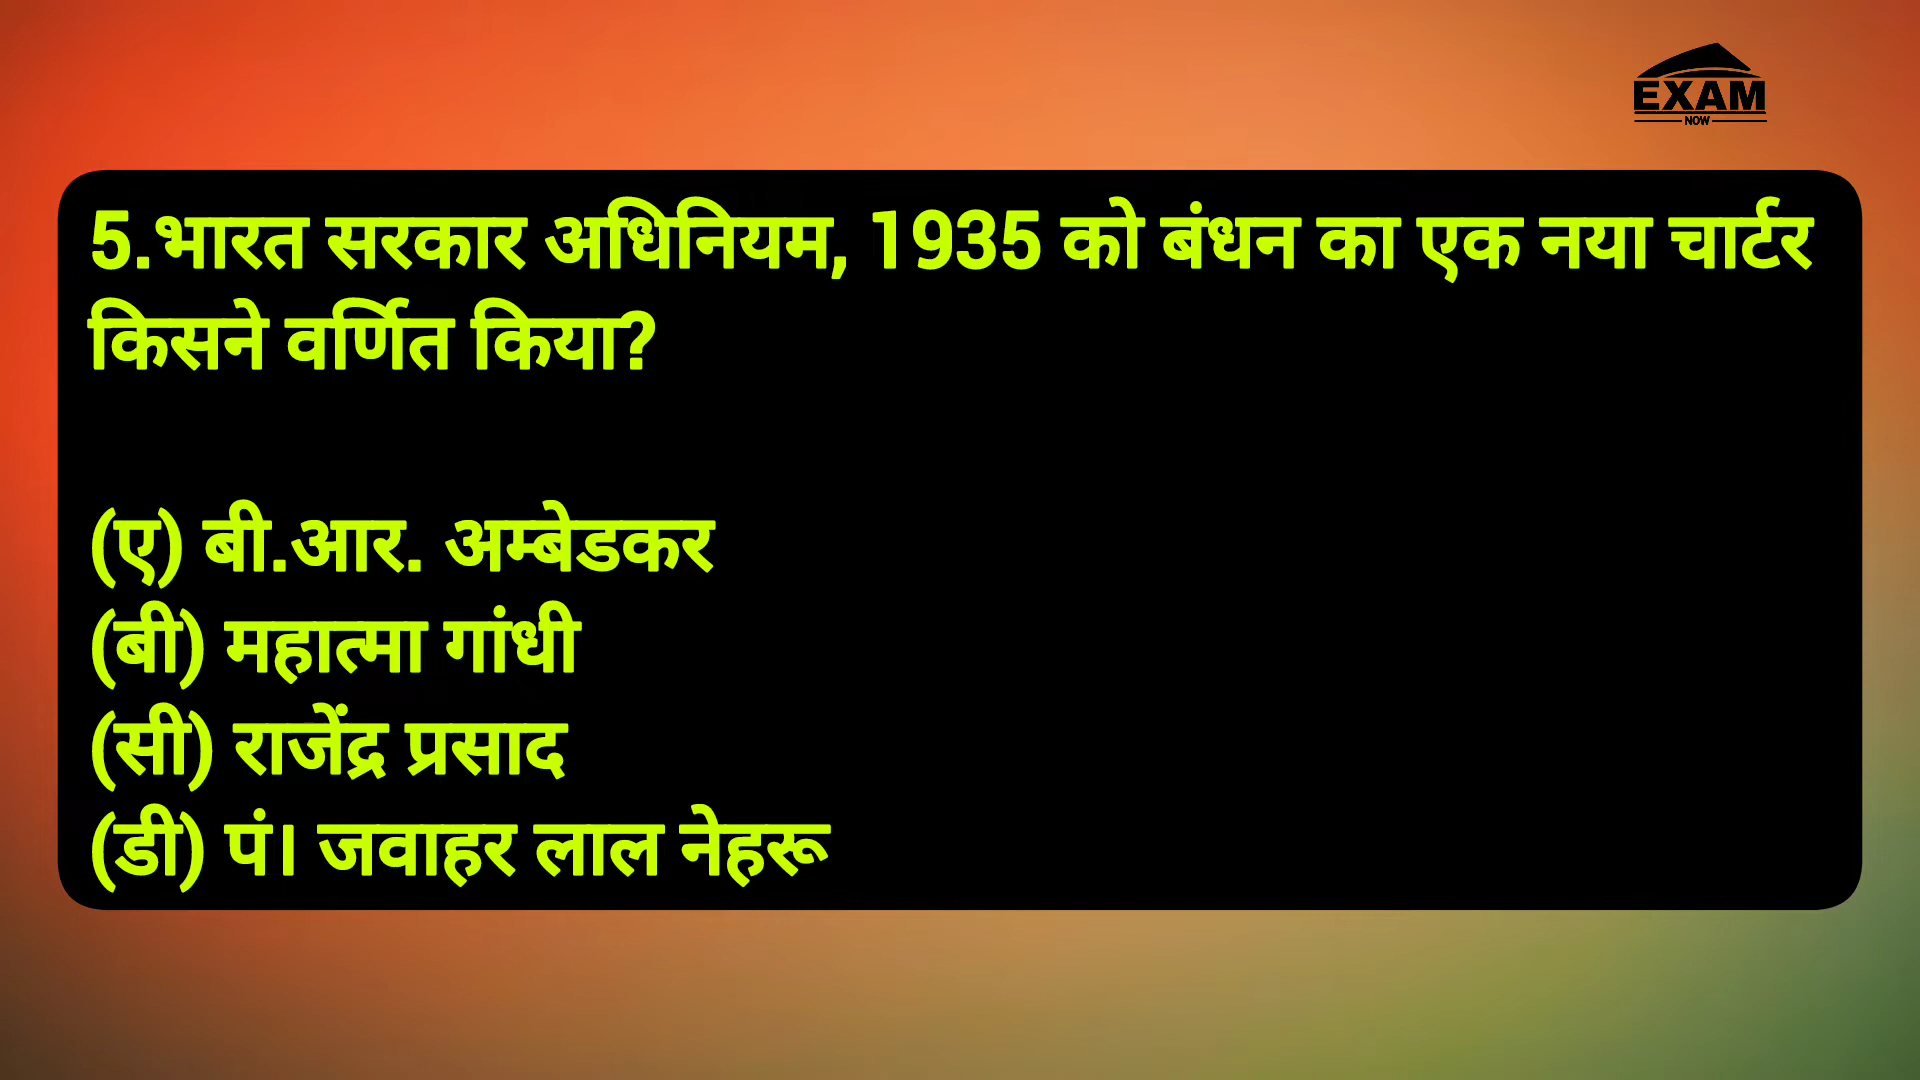 EXAM
NOW
5.भारत सरकार अधिनियम, 1935 को बंधन का एक नया चार्टर
किसने वर्णित किया?
(ए) बी.आर. अम्बेडकर
(बी) महात्मा गांधी
(सी) राजेंद्र प्रसाद
(डी) पं। जवाहर लाल नेहरू